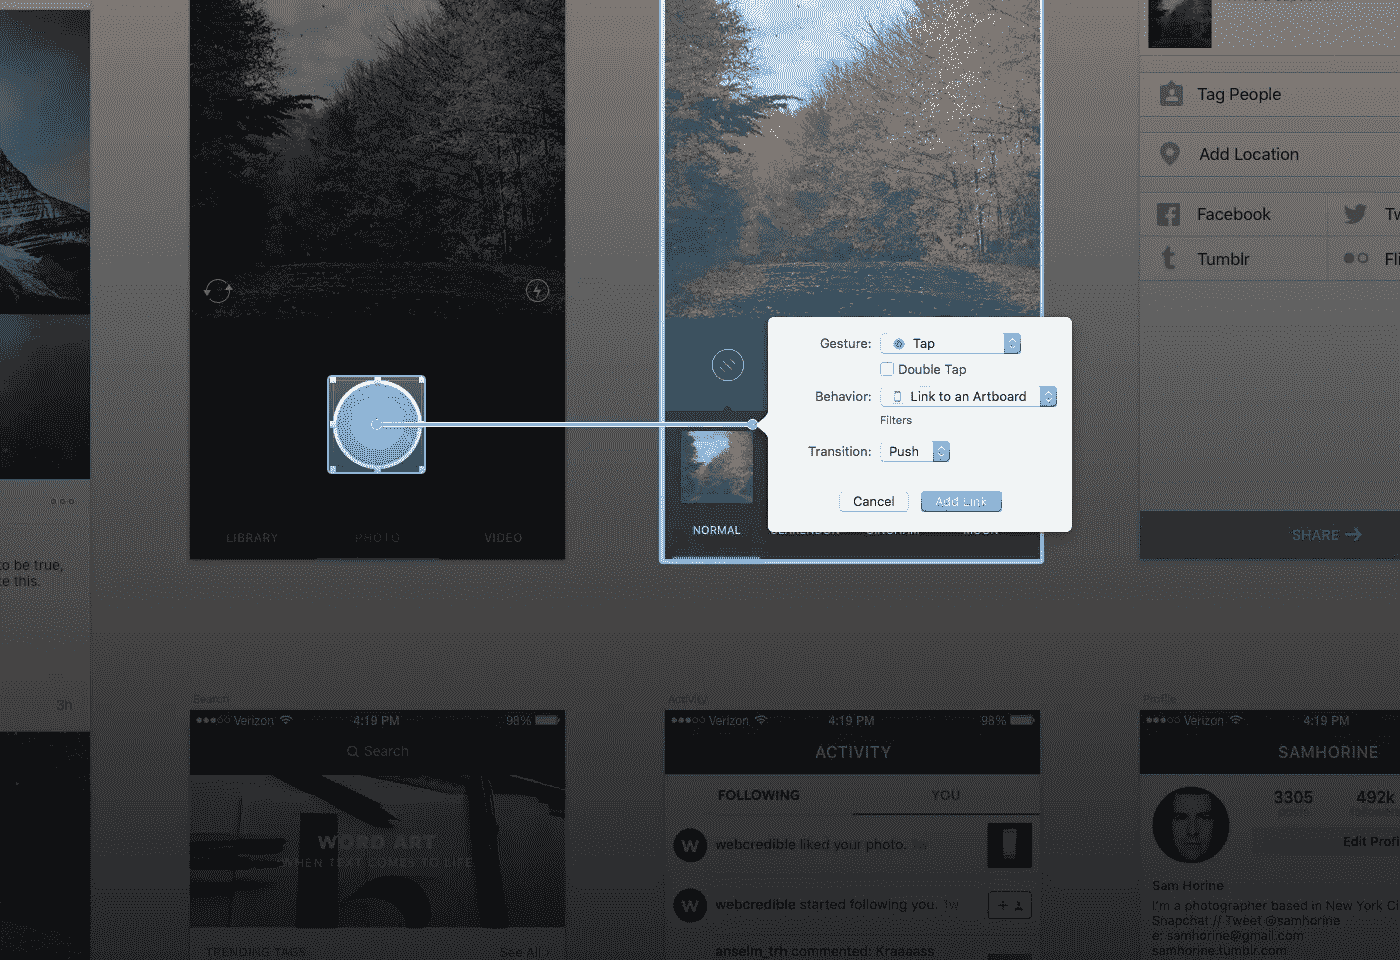 Tag People
Add Location
Facebook
Tw
Tumblr
Fli
Gesture: Tap
Double Tap
Behavior: Link to an Artboard
Filters
Transition: Push
Cancel Add Link
LIBRARY PHOTO VIDEO
NORMAL
SHARE
to be true,
te this.
3h
Search
Verizon 4:19 PM 98%
Search
WORD ART
WHEN TEXT COMES TO LIFE
TRENDING TAGS See All
Activity
Verizon 4:19 PM 98%
ACTIVITY
FOLLOWING YOU
W webcredible liked your photo. 1w
W webcredible started following you. 1w
anselm_trh commented: Kraaaass
Profile
Verizon 4:19 PM
SAMHORINE
3305 492k
posts followers
Edit Profi
Sam Horine
I'm a photographer based in New York Ci
Snapchat // Tweet @samhorine
e: samhorine@gmail.com
samhorine.tumblr.com